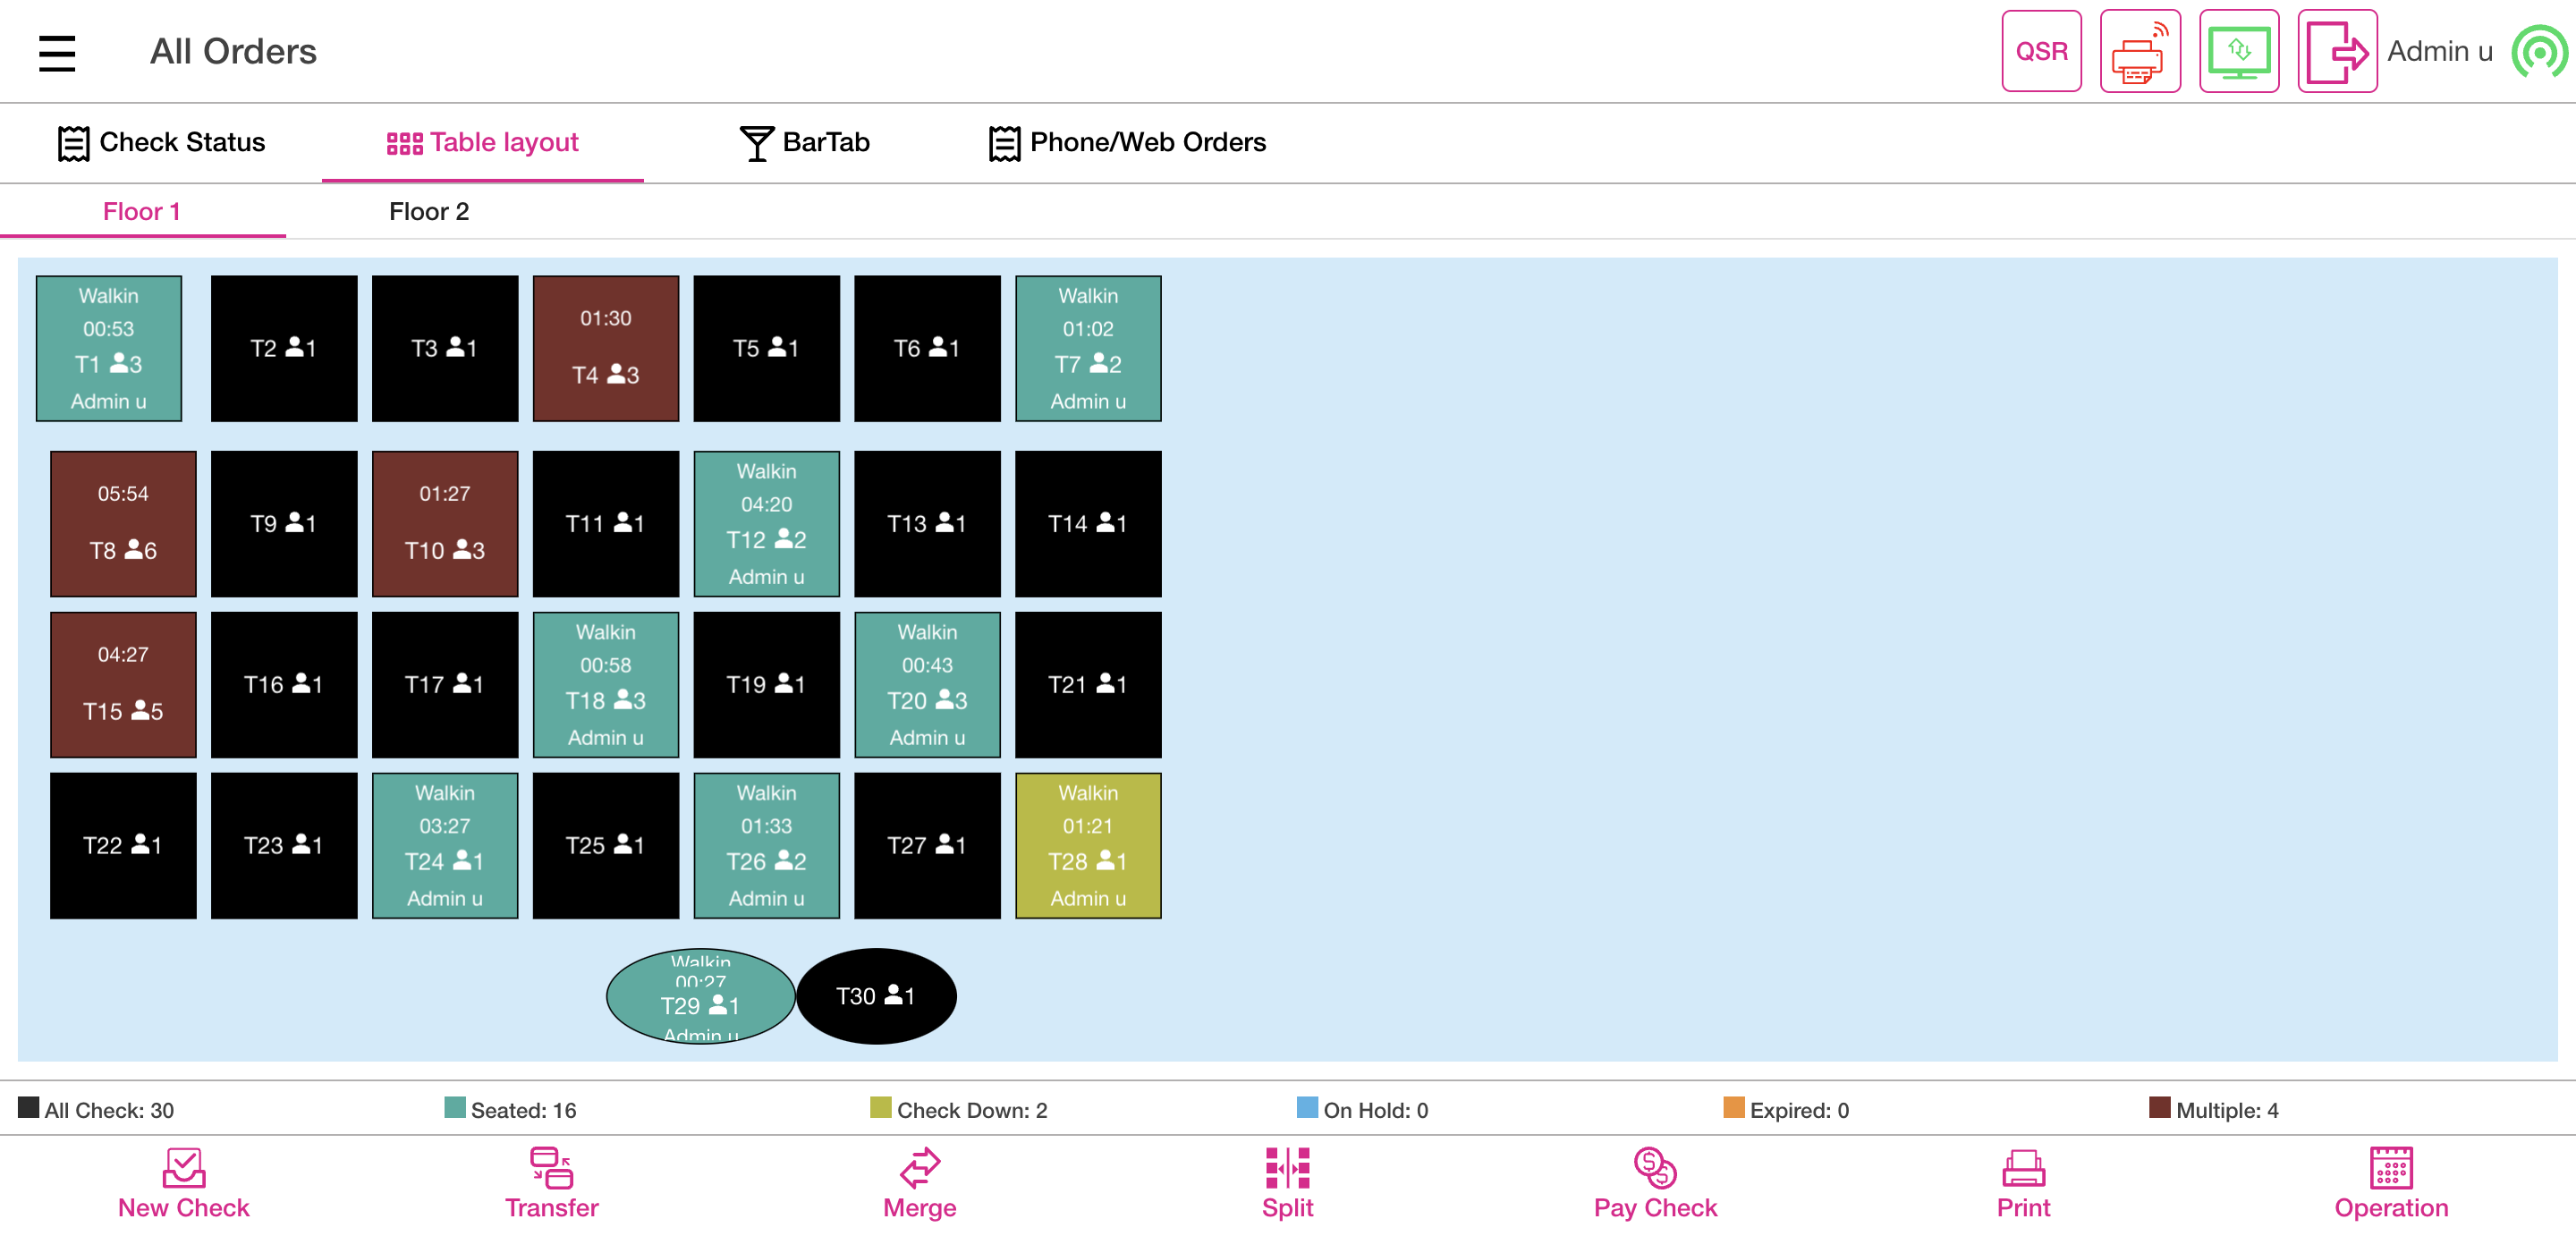 All Orders
QSR
Admin u
Check Status
Table layout
BarTab
Phone/Web Orders
Floor 1
Floor 2
Walkin
00:53
T1 3
Admin u
T2 1
T3 1
01:30
T4 3
T5 1
T6 1
Walkin
01:02
T7 2
Admin u
05:54
T8 6
T9 1
01:27
T10 3
T11 1
Walkin
04:20
T12 2
Admin u
T13 1
T14 1
04:27
T15 5
T16 1
T17 1
Walkin
00:58
T18 3
Admin u
T19 1
Walkin
00:43
T20 3
Admin u
T21 1
T22 1
T23 1
Walkin
03:27
T24 1
Admin u
T25 1
Walkin
01:33
T26 2
Admin u
T27 1
Walkin
01:21
T28 1
Admin u
Walkin
00:27
T29 1
Admin u
T30 1
All Check: 30
Seated: 16
Check Down: 2
On Hold: 0
Expired: 0
Multiple: 4
New Check
Transfer
Merge
Split
Pay Check
Print
Operation